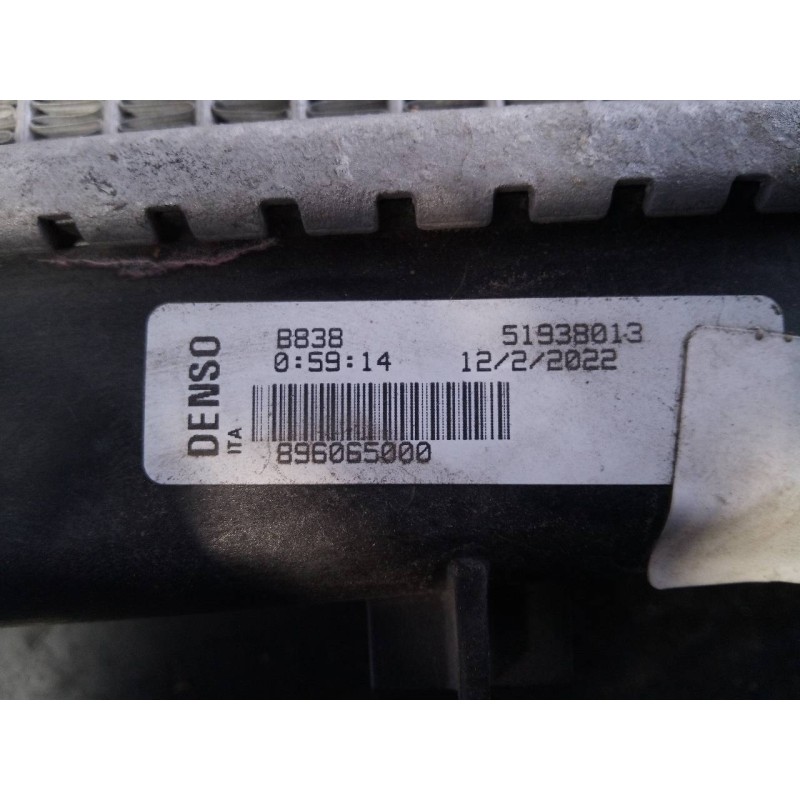 DENSO
ITA
B838 51938013
0:59:14 12/2/2022
896065000